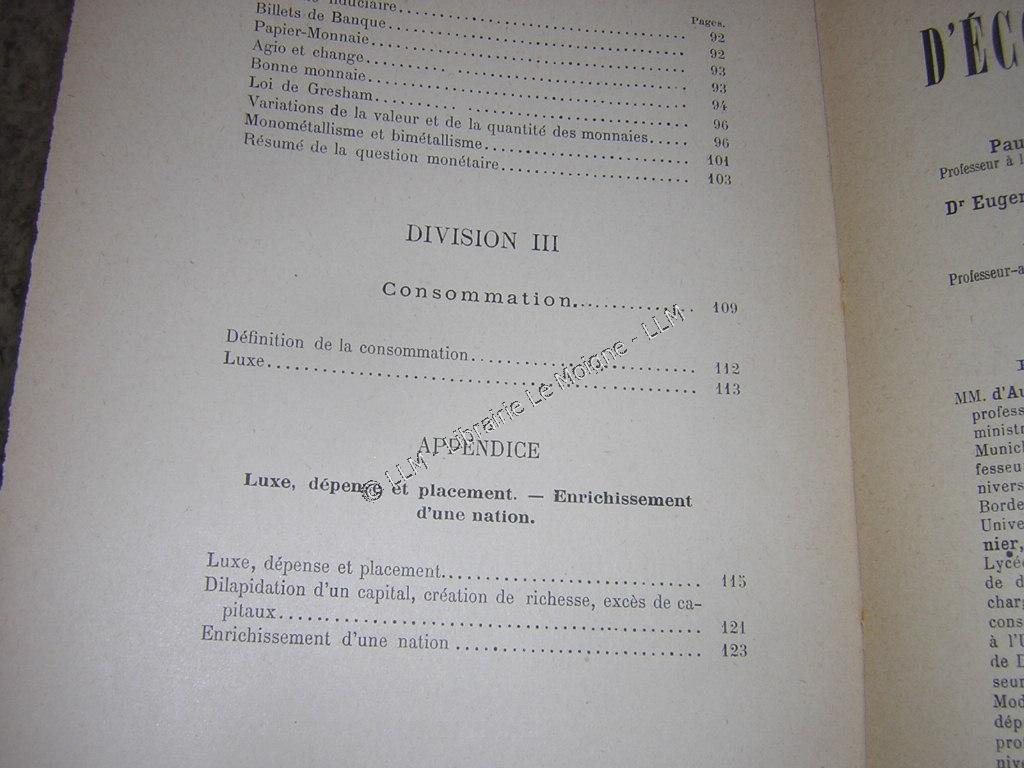 fiduciaire
Pages.
92
Billets de Banque 92
Papier-Monnaie 93
Agio et change 93
Bonne monnaie 94
Loi de Gresham 96
Variations de la valeur et de la quantité des monnaies 96
Monométallisme et bimétallisme 101
Résumé de la question monétaire 103
DIVISION III
Consommation 109
Définition de la consommation 112
Luxe 113
APPENDICE
Luxe, dépense et placement. — Enrichissement
d'une nation.
Luxe, dépense et placement 115
Dilapidation d'un capital, création de richesse, excès de ca-
pitaux 121
Enrichissement d'une nation 123
© LLM - Librairie Le Moigne - LLM
D'ÉC
Pau
Professeur à l
Dr Euge
Professeur-a
MM. d'Au
profess
ministr
Munich
fesseu
nivers
Borde
Unive
nier,
Lycée
de d
charg
cons
à l'U
de D
seur
Mod
dép
pro
nive